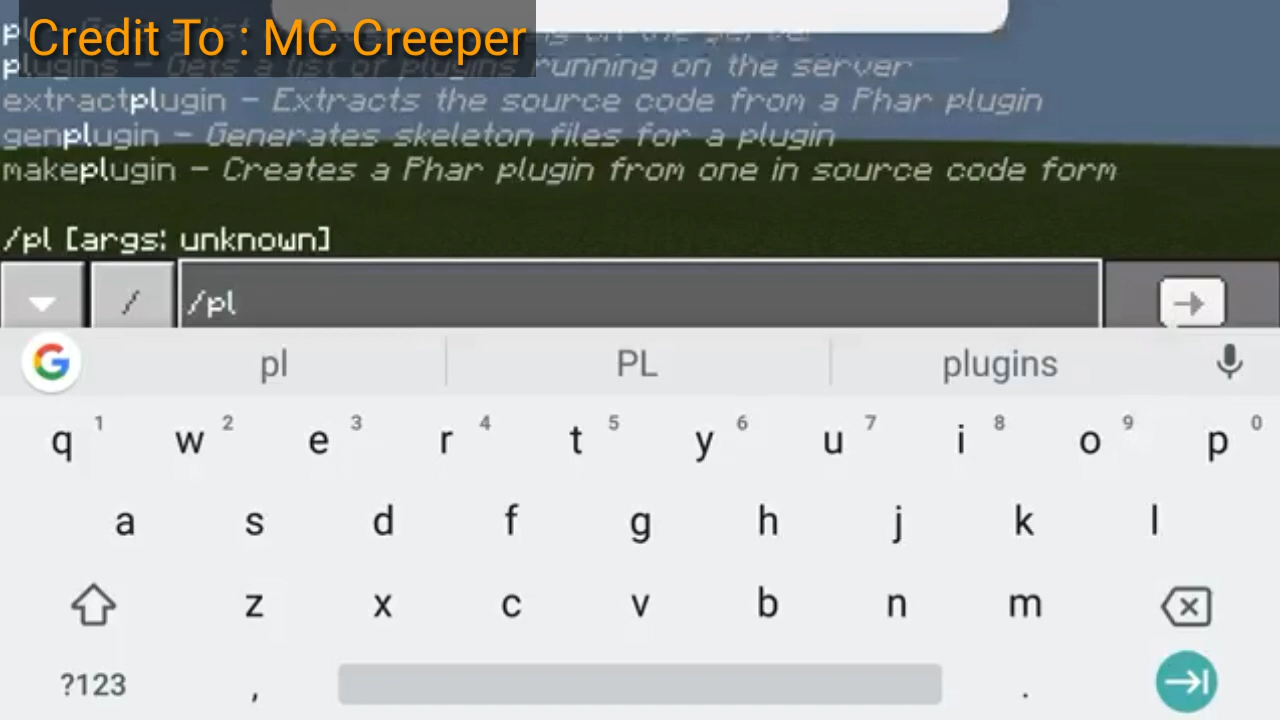 Credit To : MC Creeper
plugins – Gets a list of plugins running on the server
extractplugin – Extracts the source code from a Phar plugin
genplugin – Generates skeleton files for a plugin
makeplugin – Creates a Phar plugin from one in source code form
/pl [args: unknown]
/ /pl
pl PL plugins
q 1 w 2 e 3 r 4 t 5 y 6 u 7 i 8 o 9 p 0
a s d f g h j k l
z x c v b n m
?123 , .